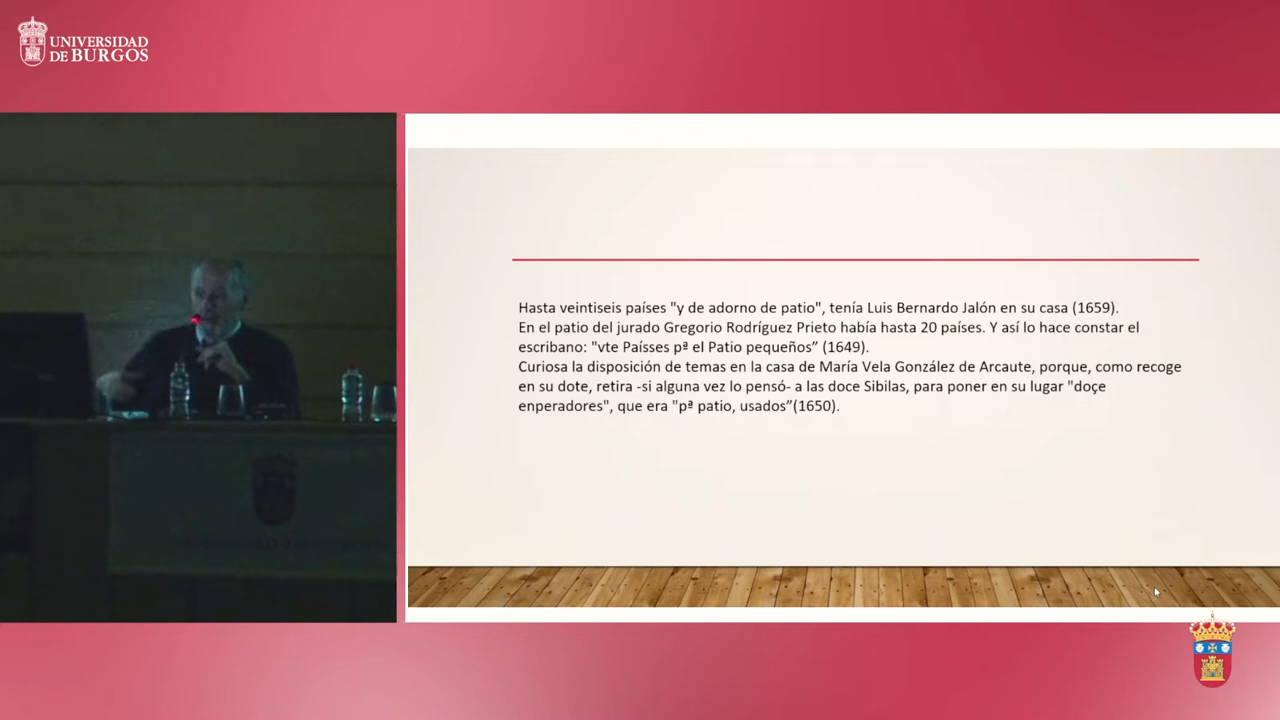 UNIVERSIDAD
DE BURGOS
Hasta veintiseis países "y de adorno de patio", tenía Luis Bernardo Jalón en su casa (1659).
En el patio del jurado Gregorio Rodríguez Prieto había hasta 20 países. Y así lo hace constar el
escribano: "vte Paísses pª el Patio pequeños” (1649).
Curiosa la disposición de temas en la casa de María Vela González de Arcaute, porque, como recoge
en su dote, retira -si alguna vez lo pensó- a las doce Sibilas, para poner en su lugar "doçe
enperadores", que era "pª patio, usados”(1650).